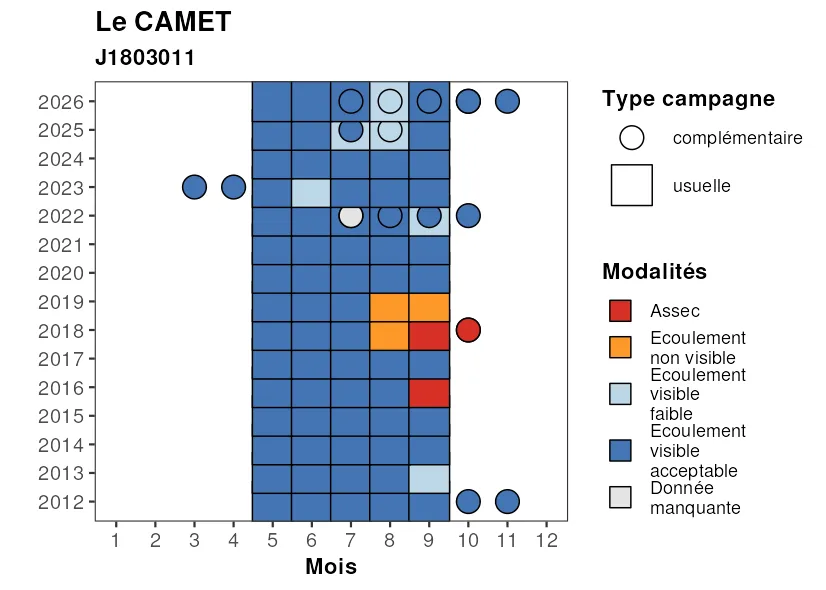 Le CAMET
J1803011
2026
2025
2024
2023
2022
2021
2020
2019
2018
2017
2016
2015
2014
2013
2012
1 2 3 4 5 6 7 8 9 10 11 12
Mois
Type campagne
complémentaire
usuelle
Modalités
Assec
Ecoulement
non visible
Ecoulement
visible
faible
Ecoulement
visible
acceptable
Donnée
manquante